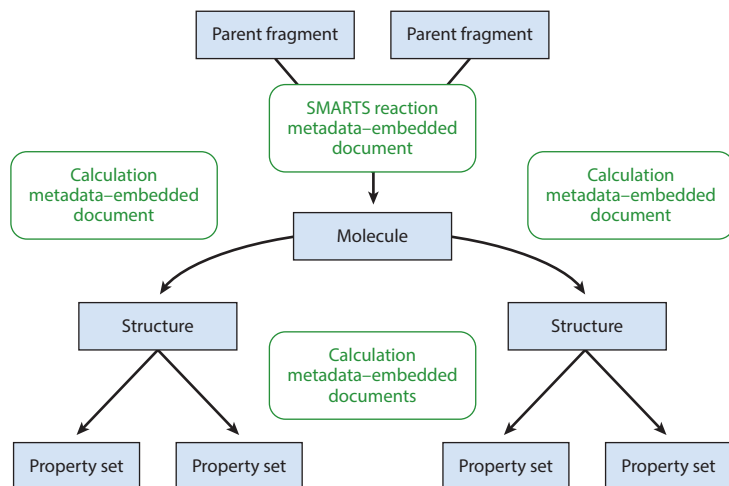 Parent fragment
Parent fragment
SMARTS reaction
metadata–embedded
document
Calculation
metadata–embedded
document
Calculation
metadata–embedded
document
Molecule
Structure
Structure
Calculation
metadata–embedded
documents
Property set
Property set
Property set
Property set